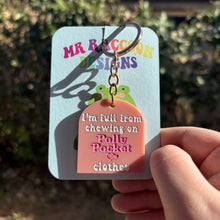 MR RACCOON
DESIGNS
I'm full from
chewing on
Polly
Pocket
clothes